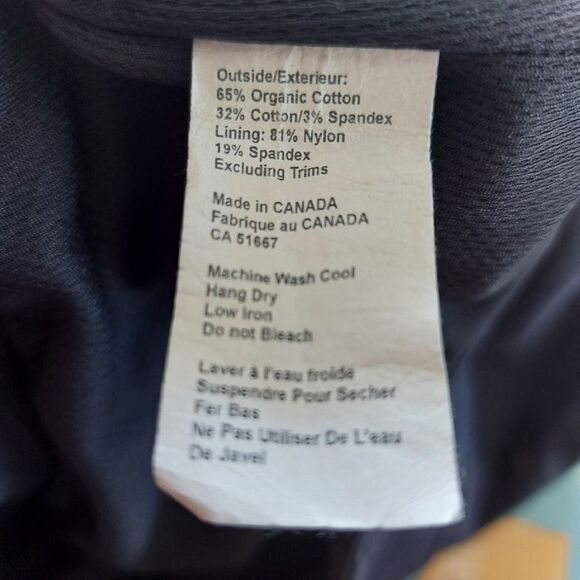 Outside/Exterieur:
65% Organic Cotton
32% Cotton/3% Spandex
Lining: 81% Nylon
19% Spandex
Excluding Trims
Made in CANADA
Fabrique au CANADA
CA 51667
Machine Wash Cool
Hang Dry
Low Iron
Do not Bleach
Laver à l'eau froide
Suspendre Pour Secher
Fer Bas
Ne Pas Utiliser De L'eau
De Javel